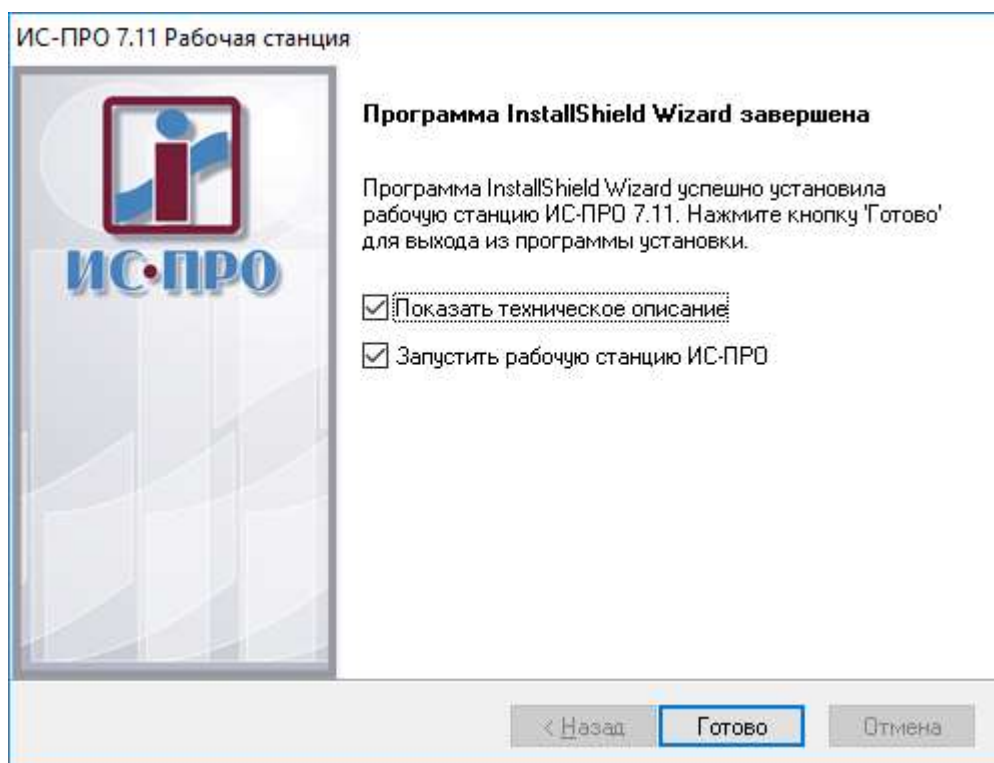 ИС-ПРО 7.11 Рабочая станция
ИС•ПРО
Программа InstallShield Wizard завершена
Программа InstallShield Wizard успешно установила
рабочую станцию ИС-ПРО 7.11. Нажмите кнопку 'Готово'
для выхода из программы установки.
Показать техническое описание
Запустить рабочую станцию ИС-ПРО
< Назад
Готово
Отмена